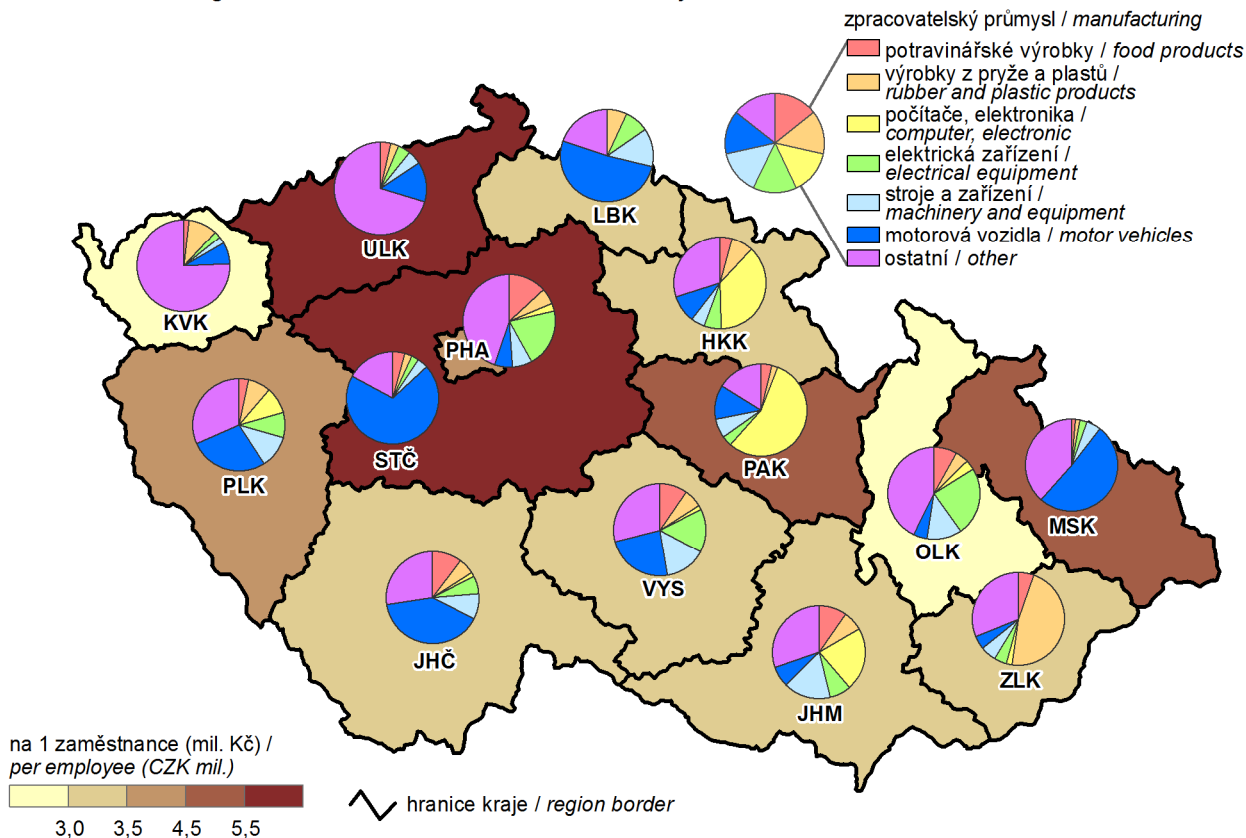 zpracovatelský průmysl / manufacturing
potravinářské výrobky / food products
výrobky z pryže a plastů /
rubber and plastic products
počítače, elektronika /
computer, electronic
elektrická zařízení /
electrical equipment
stroje a zařízení /
machinery and equipment
motorová vozidla / motor vehicles
ostatní / other
LBK
ULK
KVK
HKK
PHA
STČ
PAK
PLK
MSK
OLK
VYS
JHČ
ZLK
JHM
na 1 zaměstnance (mil. Kč) /
per employee (CZK mil.)
3,0 3,5 4,5 5,5
hranice kraje / region border